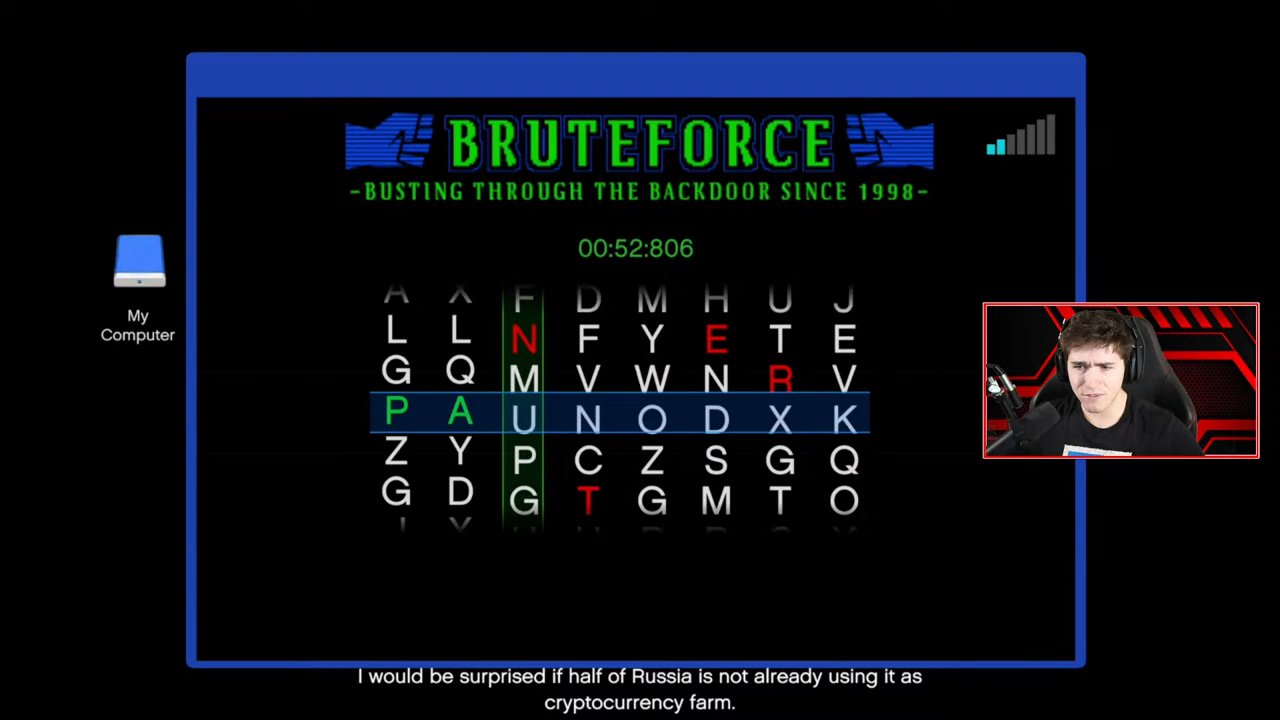 BRUTEFORCE
-BUSTING THROUGH THE BACKDOOR SINCE 1998-
00:52:806
My
Computer
A X F D M H U J
L L N F Y E T E
G Q M V W N R V
P A U N O D X K
Z Y P C Z S G Q
G D G T G M T O
I would be surprised if half of Russia is not already using it as
cryptocurrency farm.